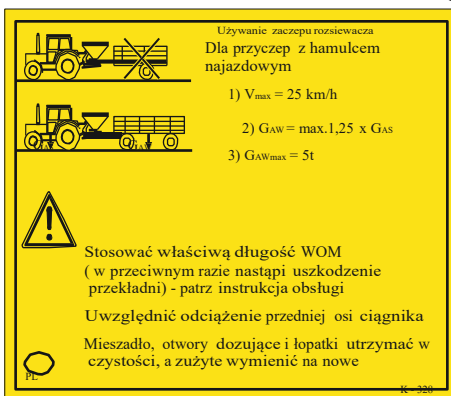 Używanie zaczepu rozsiewacza
Dla przyczep z hamulcem
najazdowym
1) Vmax = 25 km/h
2) GAW = max.1,25 x GAS
3) GAWmax = 5t
Stosować właściwą długość WOM
( w przeciwnym razie nastąpi uszkodzenie
przekładni) - patrz instrukcja obsługi
Uwzględnić odciążenie przedniej osi ciągnika
Mieszadło, otwory dozujące i łopatki utrzymać w
czystości, a zużyte wymienić na nowe
PL
K - 320